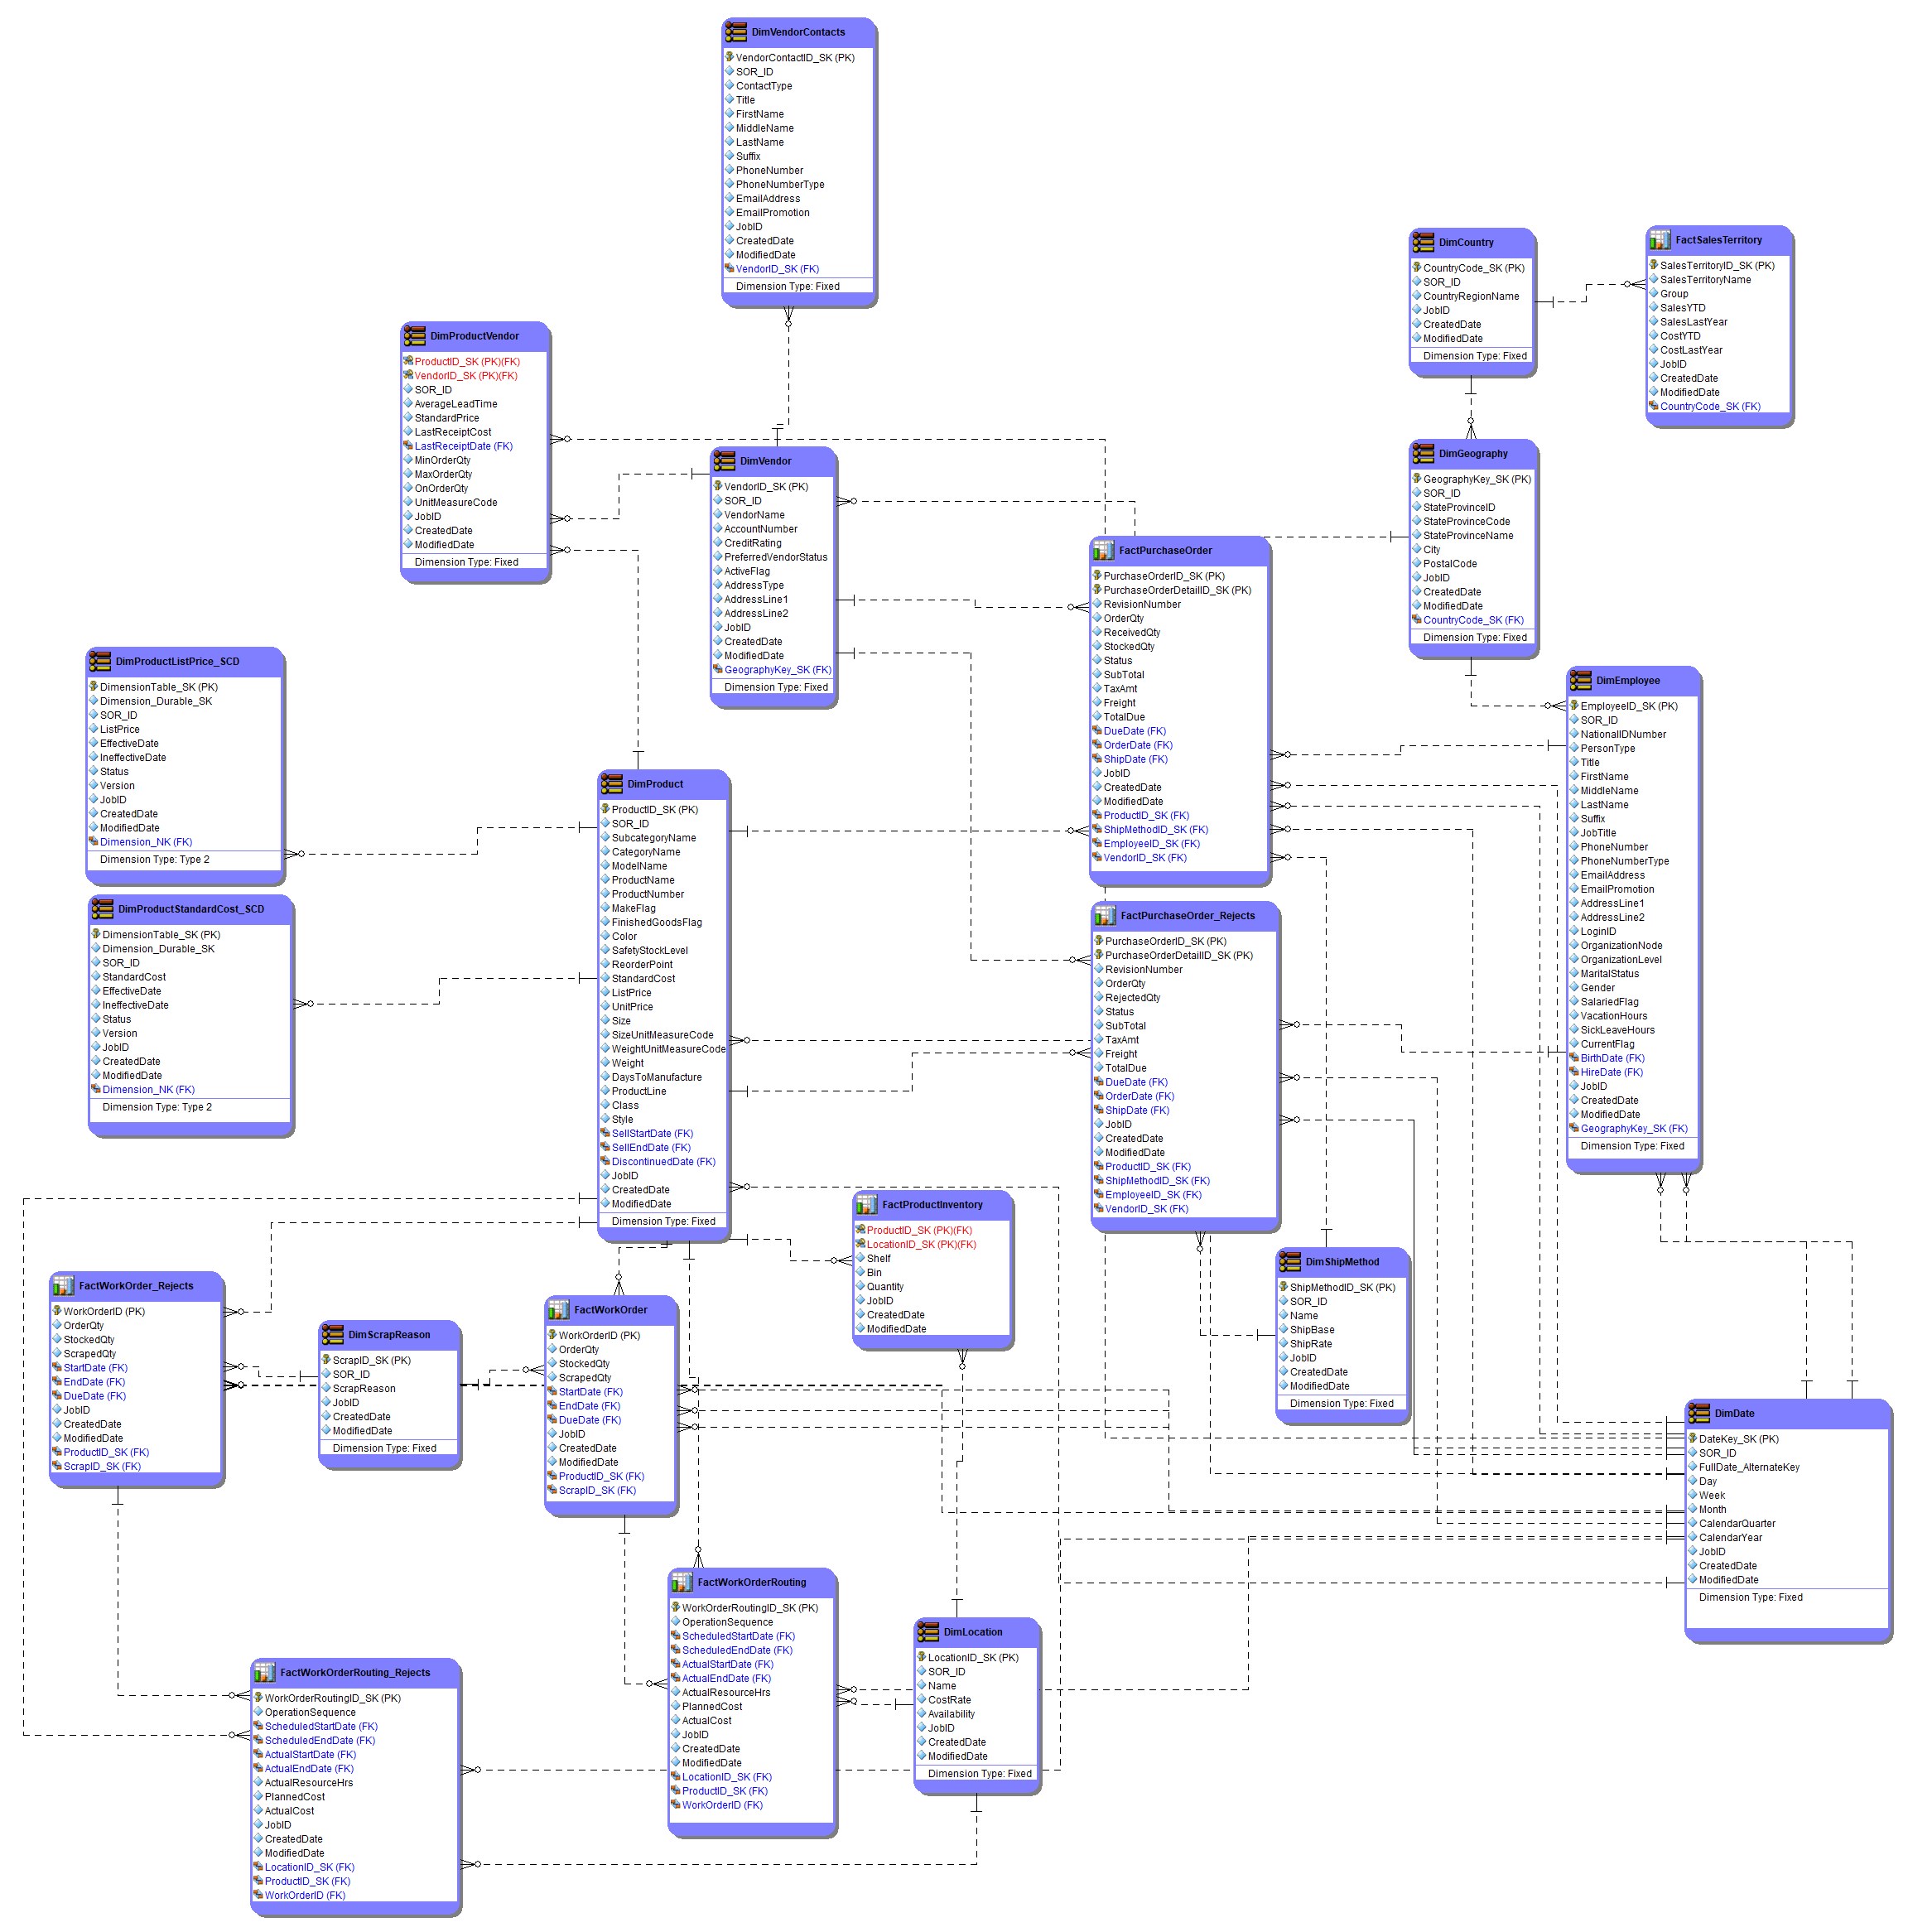 DimVendorContacts
VendorContactID_SK (PK)
SOR_ID
ContactType
Title
FirstName
MiddleName
LastName
Suffix
PhoneNumber
PhoneNumberType
EmailAddress
EmailPromotion
JobID
CreatedDate
ModifiedDate
VendorID_SK (FK)
Dimension Type: Fixed
DimCountry
CountryCode_SK (PK)
SOR_ID
CountryRegionName
JobID
CreatedDate
ModifiedDate
Dimension Type: Fixed
FactSalesTerritory
SalesTerritoryID_SK (PK)
SalesTerritoryName
Group
SalesYTD
SalesLastYear
CostYTD
CostLastYear
JobID
CreatedDate
ModifiedDate
CountryCode_SK (FK)
DimProductVendor
ProductID_SK (PK)(FK)
VendorID_SK (PK)(FK)
SOR_ID
AverageLeadTime
StandardPrice
LastReceiptCost
LastReceiptDate (FK)
MinOrderQty
MaxOrderQty
OnOrderQty
UnitMeasureCode
JobID
CreatedDate
ModifiedDate
Dimension Type: Fixed
DimVendor
VendorID_SK (PK)
SOR_ID
VendorName
AccountNumber
CreditRating
PreferredVendorStatus
ActiveFlag
AddressType
AddressLine1
AddressLine2
JobID
CreatedDate
ModifiedDate
GeographyKey_SK (FK)
Dimension Type: Fixed
DimGeography
GeographyKey_SK (PK)
SOR_ID
StateProvinceID
StateProvinceCode
StateProvinceName
City
PostalCode
JobID
CreatedDate
ModifiedDate
CountryCode_SK (FK)
Dimension Type: Fixed
FactPurchaseOrder
PurchaseOrderID_SK (PK)
PurchaseOrderDetailID_SK (PK)
RevisionNumber
OrderQty
ReceivedQty
StockedQty
Status
SubTotal
TaxAmt
Freight
TotalDue
DueDate (FK)
OrderDate (FK)
ShipDate (FK)
JobID
CreatedDate
ModifiedDate
ProductID_SK (FK)
ShipMethodID_SK (FK)
EmployeeID_SK (FK)
VendorID_SK (FK)
DimProductListPrice_SCD
DimensionTable_SK (PK)
Dimension_Durable_SK
SOR_ID
ListPrice
EffectiveDate
IneffectiveDate
Status
Version
JobID
CreatedDate
ModifiedDate
Dimension_NK (FK)
Dimension Type: Type 2
DimEmployee
EmployeeID_SK (PK)
SOR_ID
NationalIDNumber
PersonType
Title
FirstName
MiddleName
LastName
Suffix
JobTitle
PhoneNumber
PhoneNumberType
EmailAddress
EmailPromotion
AddressLine1
AddressLine2
LoginID
OrganizationNode
OrganizationLevel
MaritalStatus
Gender
SalariedFlag
VacationHours
SickLeaveHours
CurrentFlag
BirthDate (FK)
HireDate (FK)
JobID
CreatedDate
ModifiedDate
GeographyKey_SK (FK)
Dimension Type: Fixed
DimProduct
ProductID_SK (PK)
SOR_ID
SubcategoryName
CategoryName
ModelName
ProductName
ProductNumber
MakeFlag
FinishedGoodsFlag
Color
SafetyStockLevel
ReorderPoint
StandardCost
ListPrice
UnitPrice
Size
SizeUnitMeasureCode
WeightUnitMeasureCode
Weight
DaysToManufacture
ProductLine
Class
Style
SellStartDate (FK)
SellEndDate (FK)
DiscontinuedDate (FK)
JobID
CreatedDate
ModifiedDate
Dimension Type: Fixed
DimProductStandardCost_SCD
DimensionTable_SK (PK)
Dimension_Durable_SK
SOR_ID
StandardCost
EffectiveDate
IneffectiveDate
Status
Version
JobID
CreatedDate
ModifiedDate
Dimension_NK (FK)
Dimension Type: Type 2
FactPurchaseOrder_Rejects
PurchaseOrderID_SK (PK)
PurchaseOrderDetailID_SK (PK)
RevisionNumber
OrderQty
RejectedQty
Status
SubTotal
TaxAmt
Freight
TotalDue
DueDate (FK)
OrderDate (FK)
ShipDate (FK)
JobID
CreatedDate
ModifiedDate
ProductID_SK (FK)
ShipMethodID_SK (FK)
EmployeeID_SK (FK)
VendorID_SK (FK)
FactProductInventory
ProductID_SK (PK)(FK)
LocationID_SK (PK)(FK)
Shelf
Bin
Quantity
JobID
CreatedDate
ModifiedDate
DimShipMethod
ShipMethodID_SK (PK)
SOR_ID
Name
ShipBase
ShipRate
JobID
CreatedDate
ModifiedDate
Dimension Type: Fixed
FactWorkOrder_Rejects
WorkOrderID (PK)
OrderQty
StockedQty
ScrapedQty
StartDate (FK)
EndDate (FK)
DueDate (FK)
JobID
CreatedDate
ModifiedDate
ProductID_SK (FK)
ScrapID_SK (FK)
DimScrapReason
ScrapID_SK (PK)
SOR_ID
ScrapReason
JobID
CreatedDate
ModifiedDate
Dimension Type: Fixed
FactWorkOrder
WorkOrderID (PK)
OrderQty
StockedQty
ScrapedQty
StartDate (FK)
EndDate (FK)
DueDate (FK)
JobID
CreatedDate
ModifiedDate
ProductID_SK (FK)
ScrapID_SK (FK)
DimDate
DateKey_SK (PK)
SOR_ID
FullDate_AlternateKey
Day
Week
Month
CalendarQuarter
CalendarYear
JobID
CreatedDate
ModifiedDate
Dimension Type: Fixed
FactWorkOrderRouting
WorkOrderRoutingID_SK (PK)
OperationSequence
ScheduledStartDate (FK)
ScheduledEndDate (FK)
ActualStartDate (FK)
ActualEndDate (FK)
ActualResourceHrs
PlannedCost
ActualCost
JobID
CreatedDate
ModifiedDate
LocationID_SK (FK)
ProductID_SK (FK)
WorkOrderID (FK)
DimLocation
LocationID_SK (PK)
SOR_ID
Name
CostRate
Availability
JobID
CreatedDate
ModifiedDate
Dimension Type: Fixed
FactWorkOrderRouting_Rejects
WorkOrderRoutingID_SK (PK)
OperationSequence
ScheduledStartDate (FK)
ScheduledEndDate (FK)
ActualStartDate (FK)
ActualEndDate (FK)
ActualResourceHrs
PlannedCost
ActualCost
JobID
CreatedDate
ModifiedDate
LocationID_SK (FK)
ProductID_SK (FK)
WorkOrderID (FK)